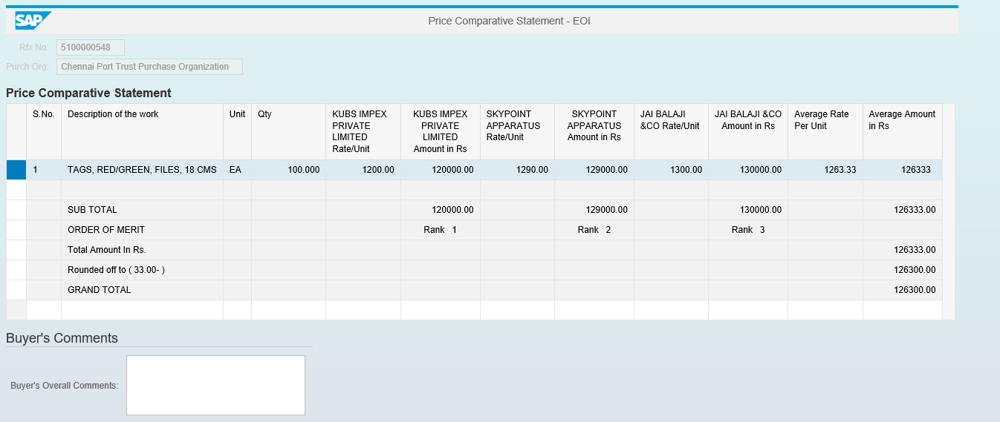 SAP
Price Comparative Statement - EOI
Rfx No: 5100000548
Purch Org: Chennai Port Trust Purchase Organization
Price Comparative Statement
S.No. Description of the work Unit Qty KUBS IMPEX PRIVATE LIMITED Rate/Unit KUBS IMPEX PRIVATE LIMITED Amount in Rs SKYPOINT APPARATUS Rate/Unit SKYPOINT APPARATUS Amount in Rs JAI BALAJI &CO Rate/Unit JAI BALAJI &CO Amount in Rs Average Rate Per Unit Average Amount in Rs
1 TAGS, RED/GREEN, FILES, 18 CMS EA 100.000 1200.00 120000.00 1290.00 129000.00 1300.00 130000.00 1263.33 126333
SUB TOTAL 120000.00 129000.00 130000.00 126333.00
ORDER OF MERIT Rank 1 Rank 2 Rank 3
Total Amount In Rs. 126333.00
Rounded off to ( 33.00- ) 126300.00
GRAND TOTAL 126300.00
Buyer's Comments
Buyer's Overall Comments: